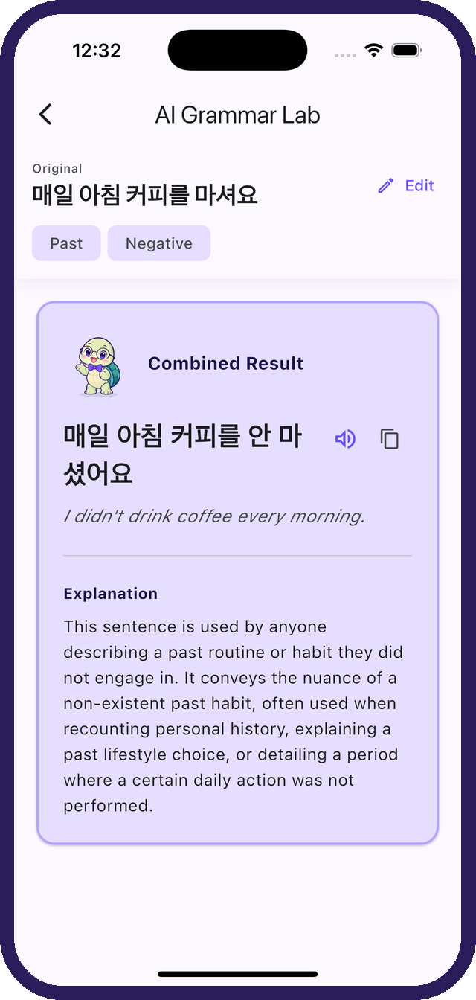 12:32
AI Grammar Lab
Original
매일 아침 커피를 마셔요
Edit
Past
Negative
Combined Result
매일 아침 커피를 안 마
셨어요
I didn't drink coffee every morning.
Explanation
This sentence is used by anyone
describing a past routine or habit they did
not engage in. It conveys the nuance of a
non-existent past habit, often used when
recounting personal history, explaining a
past lifestyle choice, or detailing a period
where a certain daily action was not
performed.